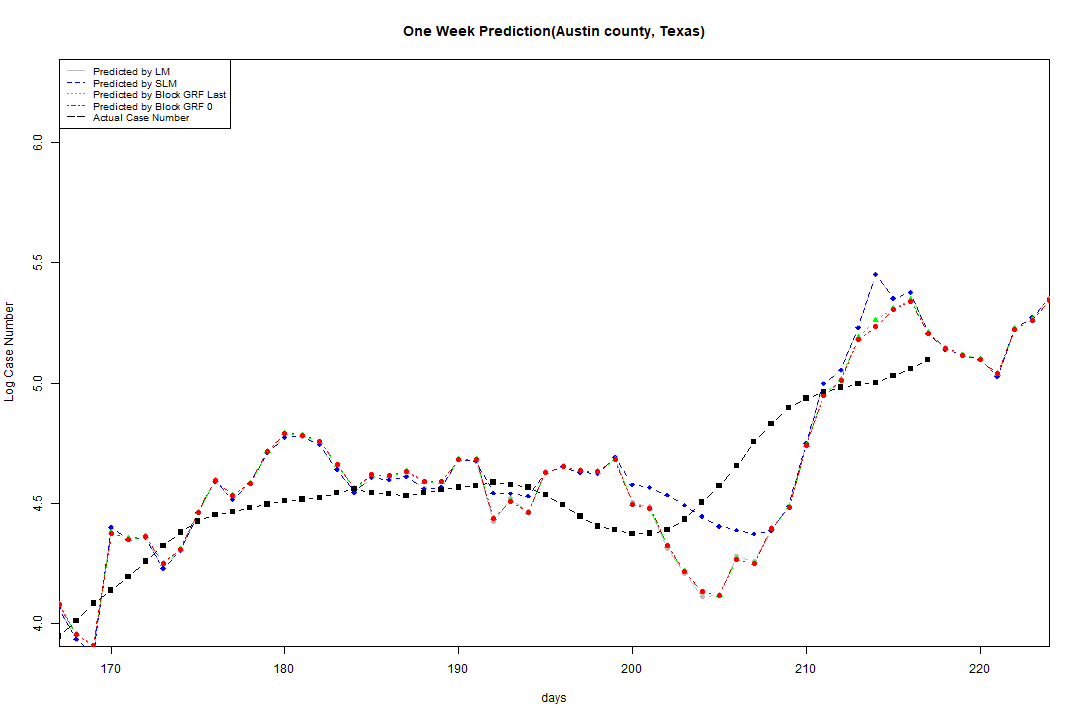 One Week Prediction(Austin county, Texas)
Predicted by LM
Predicted by SLM
Predicted by Block GRF Last
Predicted by Block GRF 0
Actual Case Number
6.0
5.5
5.0
4.5
4.0
Log Case Number
170 180 190 200 210 220
days